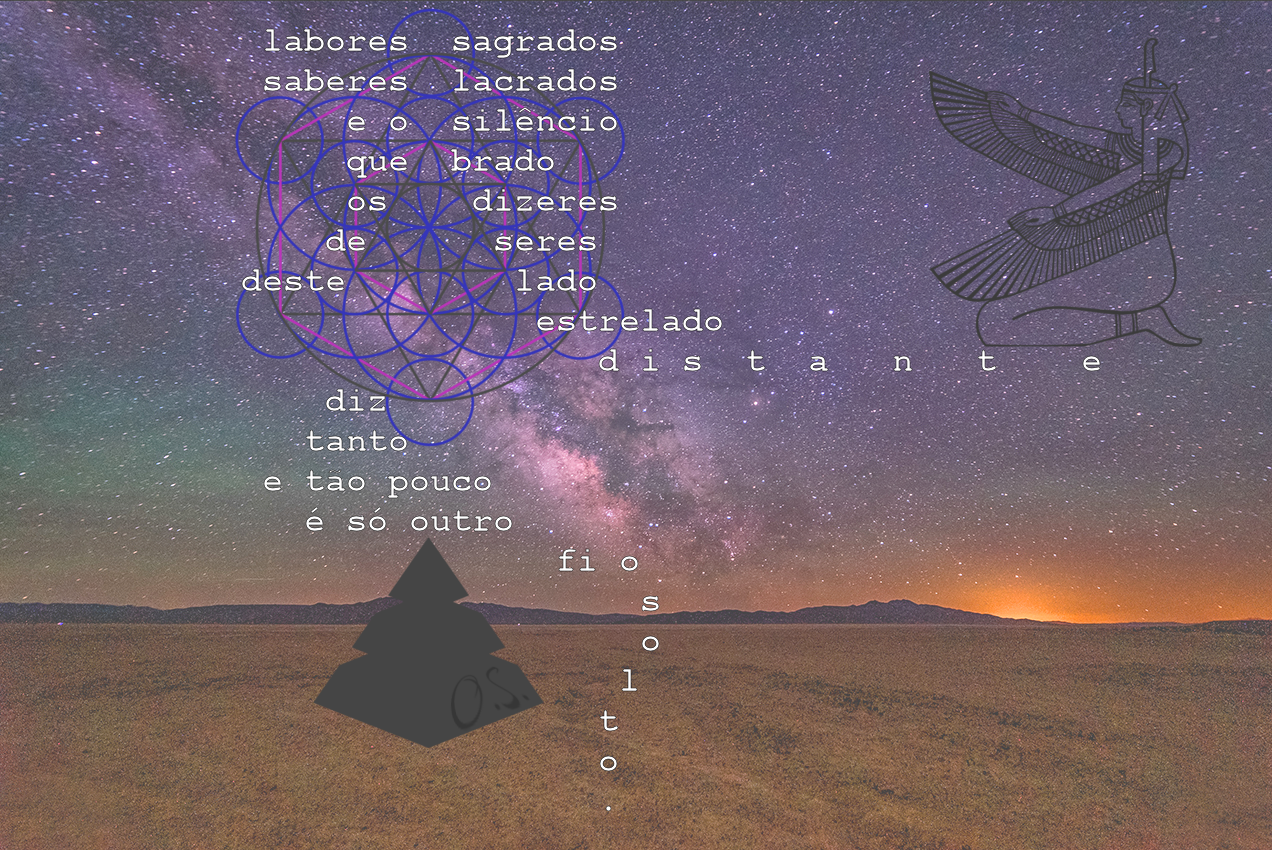 labores sagrados
saberes lacrados
e o silêncio
que brado
os dizeres
de seres
deste lado
estrelado
d i s t a n t e
diz
tanto
e tao pouco
é só outro
fi o
s
o
l
t
o
.
OS.